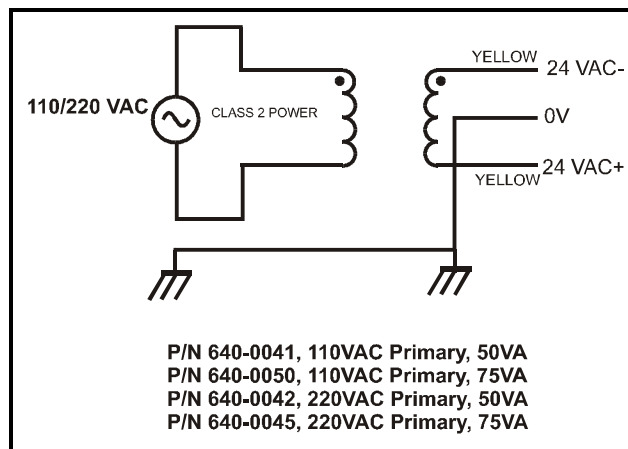 YELLOW
24 VAC-
110/220 VAC
CLASS 2 POWER
0V
24 VAC+
YELLOW
P/N 640-0041, 110VAC Primary, 50VA
P/N 640-0050, 110VAC Primary, 75VA
P/N 640-0042, 220VAC Primary, 50VA
P/N 640-0045, 220VAC Primary, 75VA